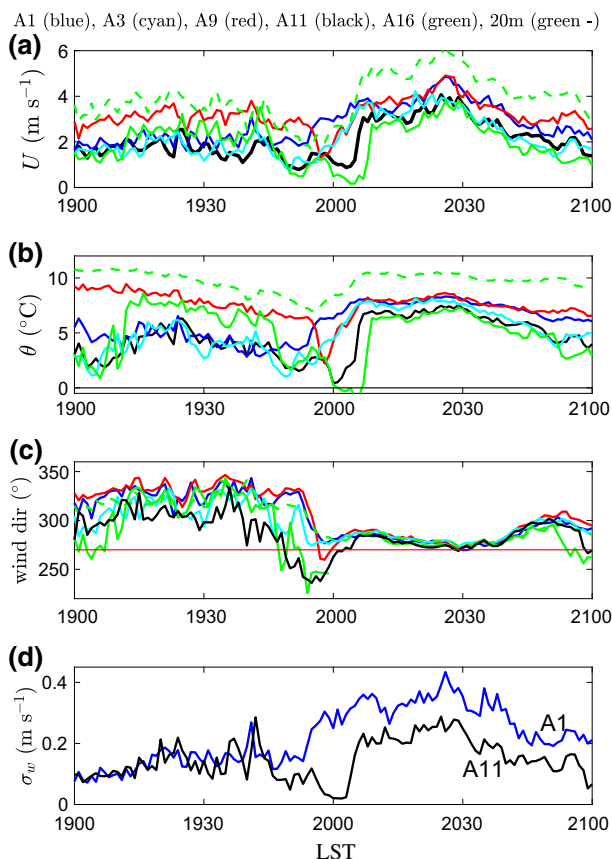 A1 (blue), A3 (cyan), A9 (red), A11 (black), A16 (green), 20m (green -)
(a)
U (m s⁻¹)
6
4
2
0
1900 1930 2000 2030 2100
(b)
θ (°C)
10
5
0
1900 1930 2000 2030 2100
(c)
wind dir (°)
350
300
250
1900 1930 2000 2030 2100
(d)
σw (m s⁻¹)
0.4
0.2
0
A1
A11
1900 1930 2000 2030 2100
LST